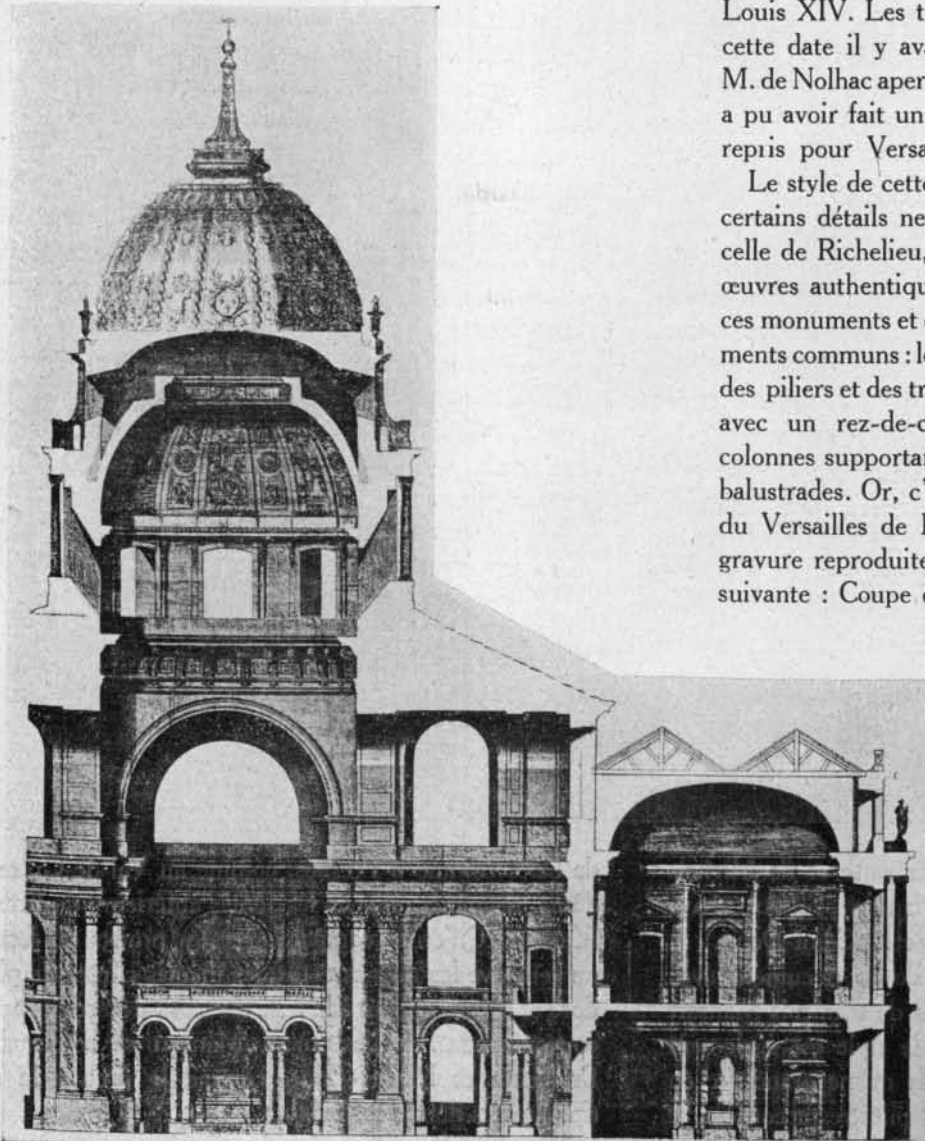 Louis XIV. Les t
cette date il y ava
M. de Nolhac aper
a pu avoir fait un
repris pour Versa
Le style de cette
certains détails ne
celle de Richelieu,
œuvres authentiqu
ces monuments et
ments communs : le
des piliers et des tr
avec un rez-de-c
colonnes supportan
balustrades. Or, c'
du Versailles de
gravure reproduite
suivante : Coupe